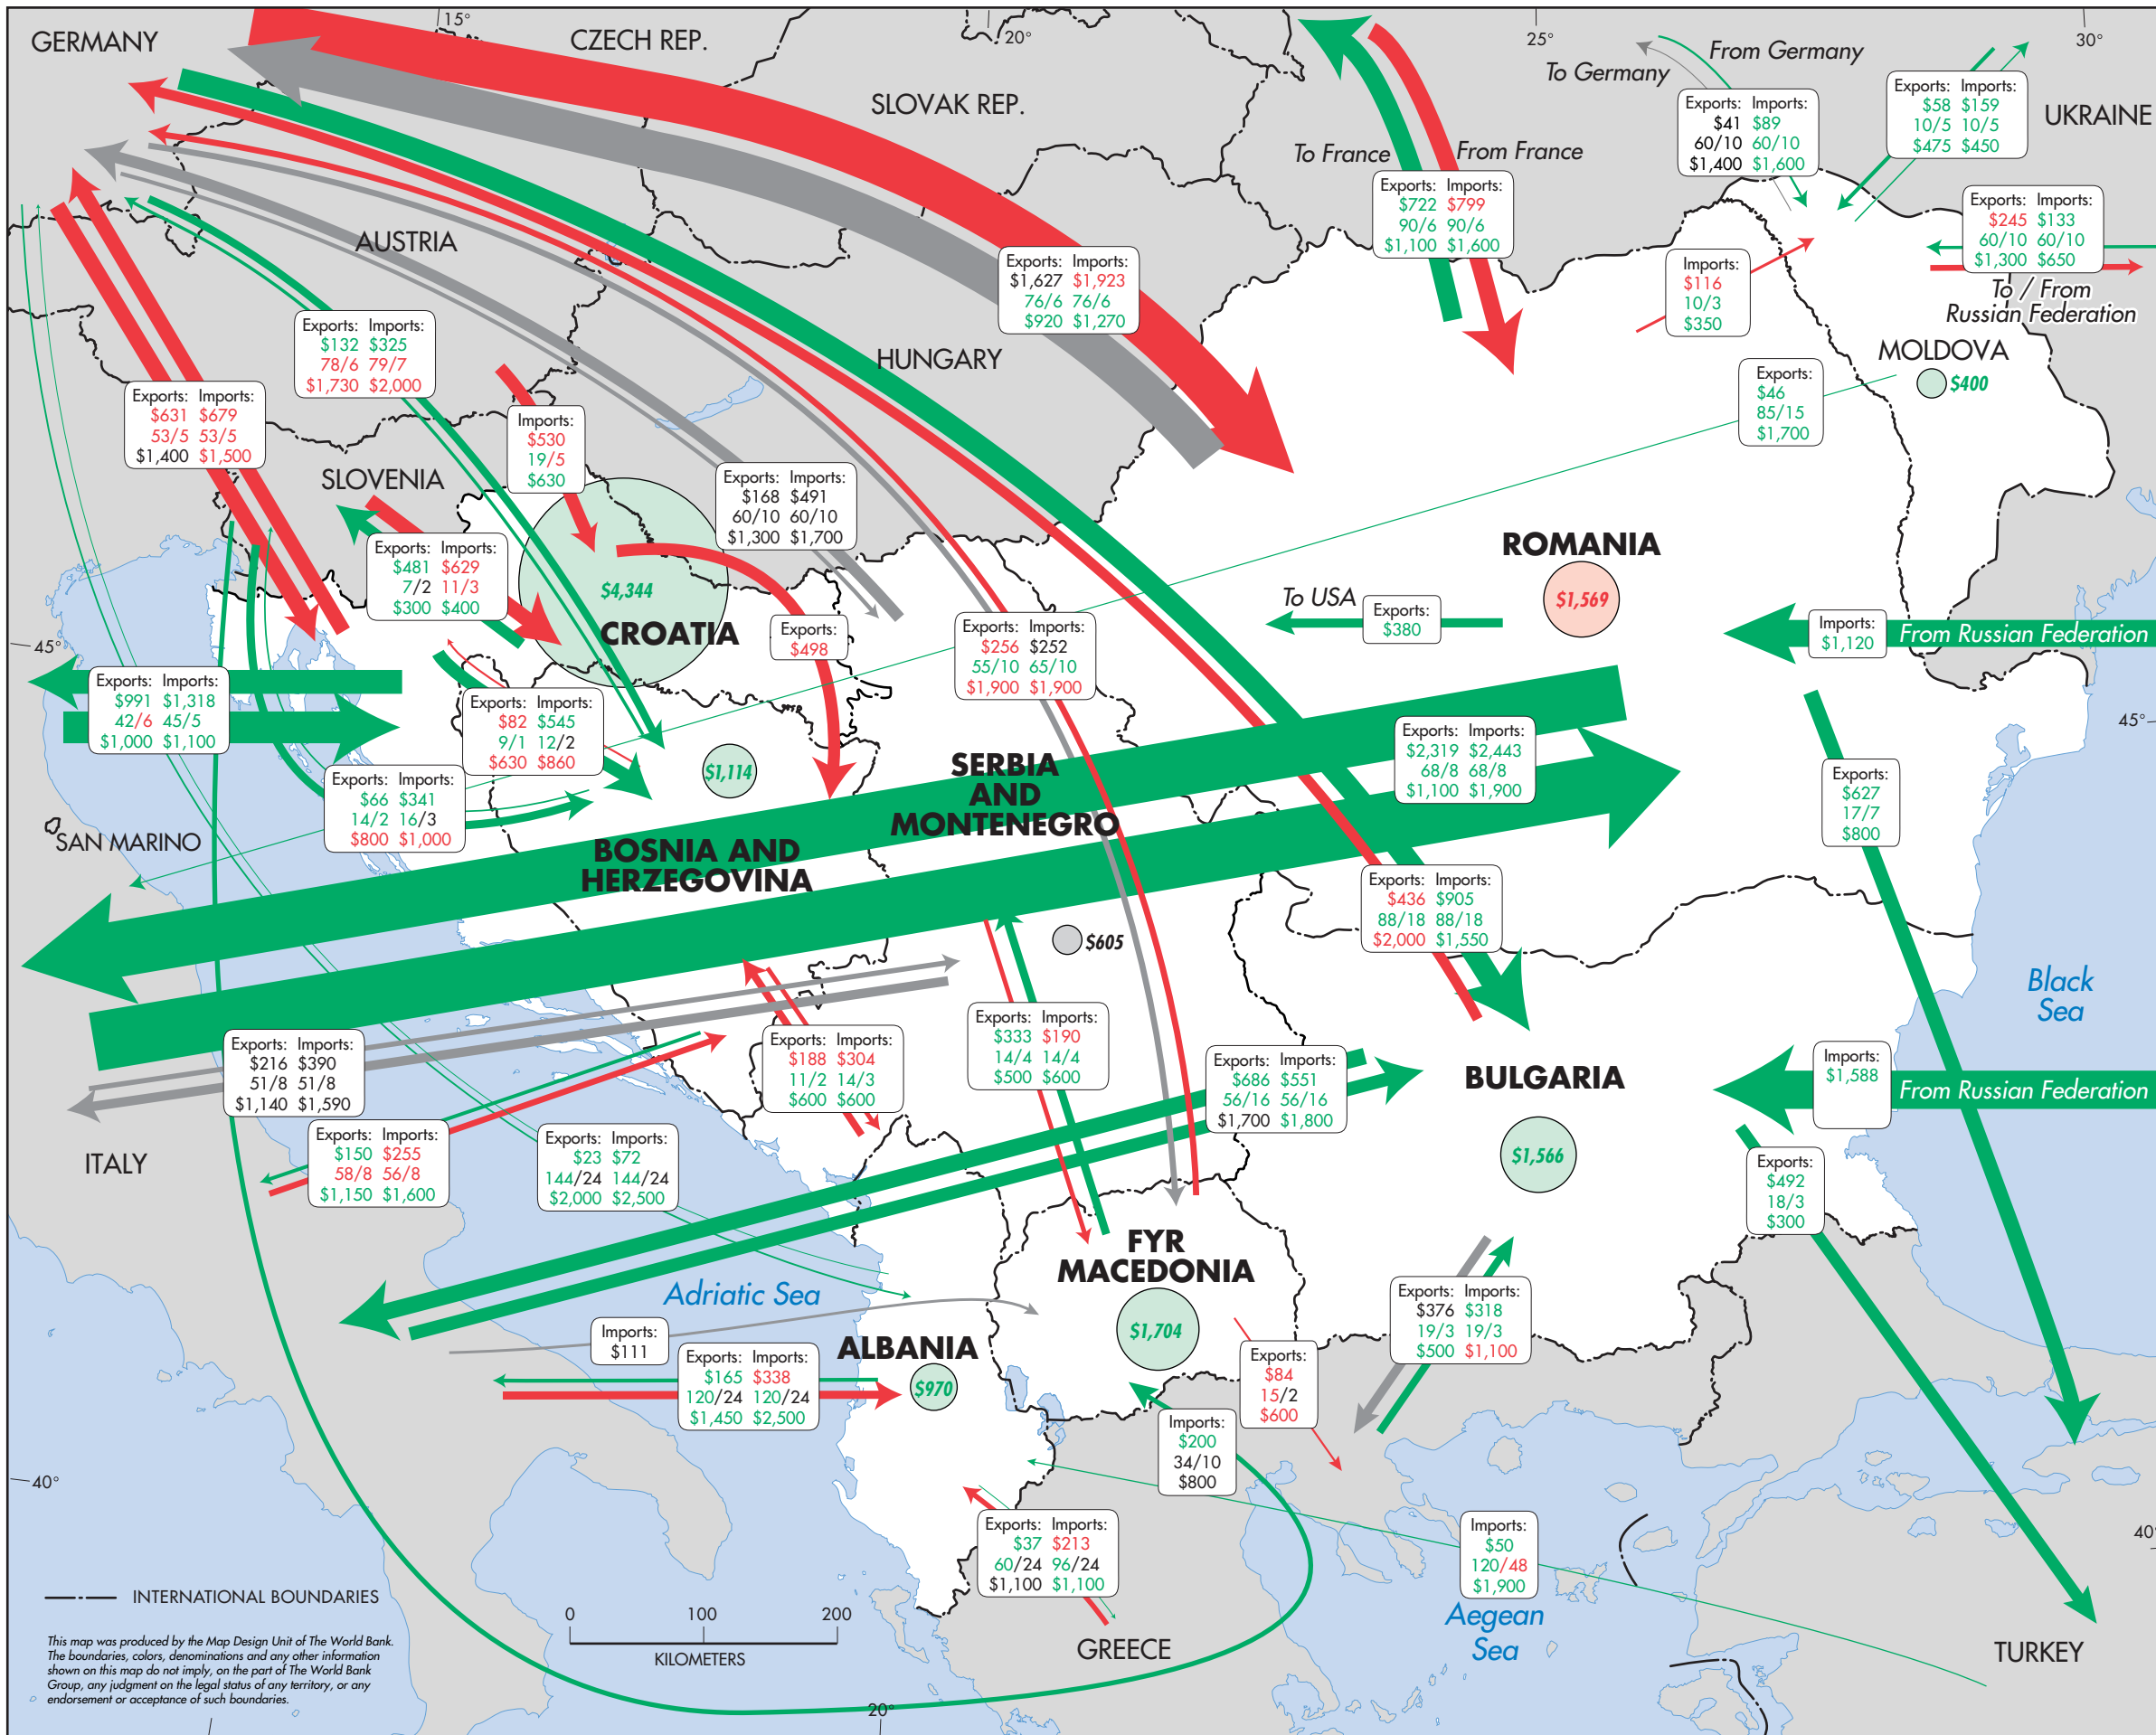 15°
20°
25°
30°
GERMANY
CZECH REP.
SLOVAK REP.
UKRAINE
To Germany
From Germany
Exports: Imports:
$41 $89
60/10 60/10
$1,400 $1,600
Exports: Imports:
$58 $159
10/5 10/5
$475 $450
To France
From France
Exports: Imports:
$722 $799
90/6 90/6
$1,100 $1,600
Exports: Imports:
$245 $133
60/10 60/10
$1,300 $650
To / From
Russian Federation
AUSTRIA
Exports: Imports:
$1,627 $1,923
76/6 76/6
$920 $1,270
Imports:
$116
10/3
$350
MOLDOVA
$400
Exports: Imports:
$132 $325
78/6 79/7
$1,730 $2,000
HUNGARY
Exports:
$46
85/15
$1,700
Exports: Imports:
$631 $679
53/5 53/5
$1,400 $1,500
Imports:
$530
19/5
$630
SLOVENIA
Exports: Imports:
$168 $491
60/10 60/10
$1,300 $1,700
Exports: Imports:
$481 $629
7/2 11/3
$300 $400
ROMANIA
$1,569
$4,344
CROATIA
To USA
Exports:
$380
Imports:
$1,120
From Russian Federation
45°
Exports:
$498
Exports: Imports:
$256 $252
55/10 65/10
$1,900 $1,900
Exports: Imports:
$991 $1,318
42/6 45/5
$1,000 $1,100
Exports: Imports:
$82 $545
9/1 12/2
$630 $860
45°
Exports: Imports:
$2,319 $2,443
68/8 68/8
$1,100 $1,900
$1,114
SERBIA
AND
MONTENEGRO
Exports: Imports:
$66 $341
14/2 16/3
$800 $1,000
Exports:
$627
17/7
$800
SAN MARINO
BOSNIA AND
HERZEGOVINA
Exports: Imports:
$436 $905
88/18 88/18
$2,000 $1,550
$605
Black
Sea
Exports: Imports:
$216 $390
51/8 51/8
$1,140 $1,590
Exports: Imports:
$188 $304
11/2 14/3
$600 $600
Exports: Imports:
$333 $190
14/4 14/4
$500 $600
Exports: Imports:
$686 $551
56/16 56/16
$1,700 $1,800
BULGARIA
$1,566
Imports:
$1,588
From Russian Federation
ITALY
Exports: Imports:
$150 $255
58/8 56/8
$1,150 $1,600
Exports: Imports:
$23 $72
144/24 144/24
$2,000 $2,500
Exports:
$492
18/3
$300
FYR
MACEDONIA
$1,704
Adriatic Sea
Imports:
$111
Exports: Imports:
$376 $318
19/3 19/3
$500 $1,100
ALBANIA
$970
Exports: Imports:
$165 $338
120/24 120/24
$1,450 $2,500
Exports:
$84
15/2
$600
Imports:
$200
34/10
$800
40°
Exports: Imports:
$37 $213
60/24 96/24
$1,100 $1,100
Imports:
$50
120/48
$1,900
40°
Aegean
Sea
INTERNATIONAL BOUNDARIES
0 100 200
KILOMETERS
GREECE
TURKEY
This map was produced by the Map Design Unit of The World Bank.
The boundaries, colors, denominations and any other information
shown on this map do not imply, on the part of The World Bank
Group, any judgment on the legal status of any territory, or any
endorsement or acceptance of such boundaries.
20°